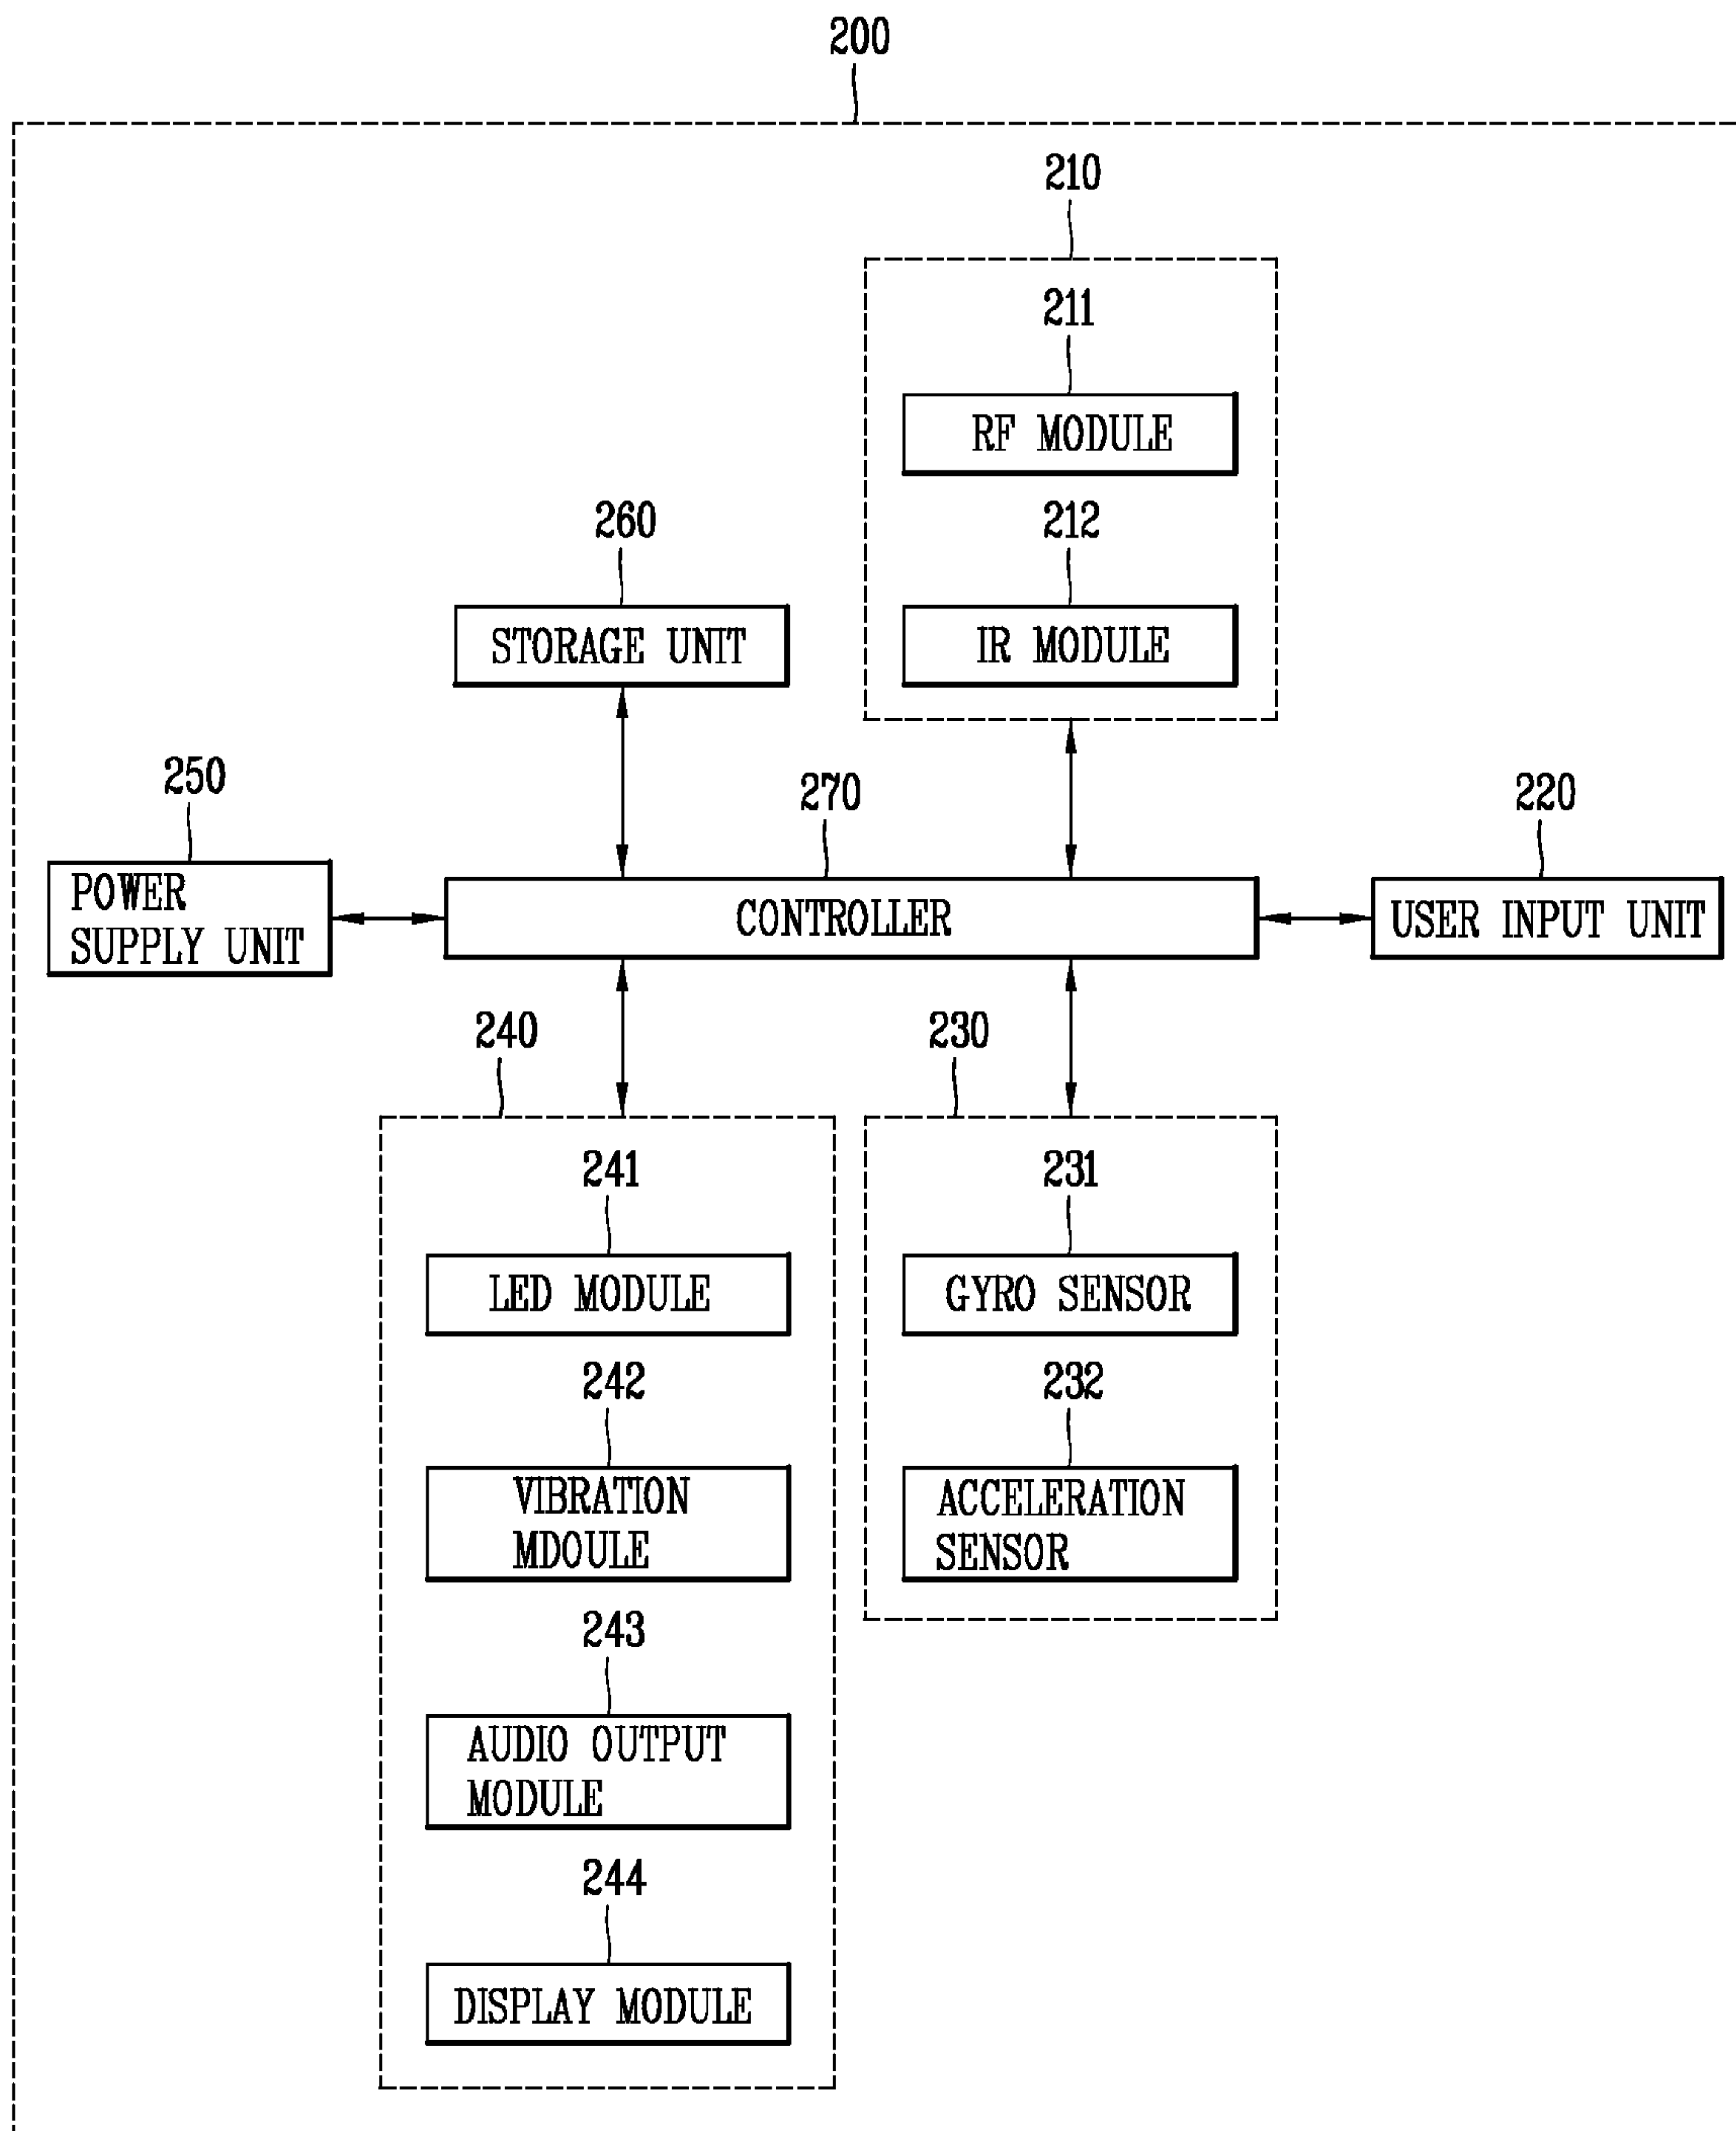 200
210
211
RF MODULE
260
212
STORAGE UNIT
IR MODULE
250
270
220
POWER
SUPPLY UNIT
CONTROLLER
USER INPUT UNIT
240
230
241
231
LED MODULE
GYRO SENSOR
242
232
VIBRATION
MDOULE
ACCELERATION
SENSOR
243
AUDIO OUTPUT
MODULE
244
DISPLAY MODULE